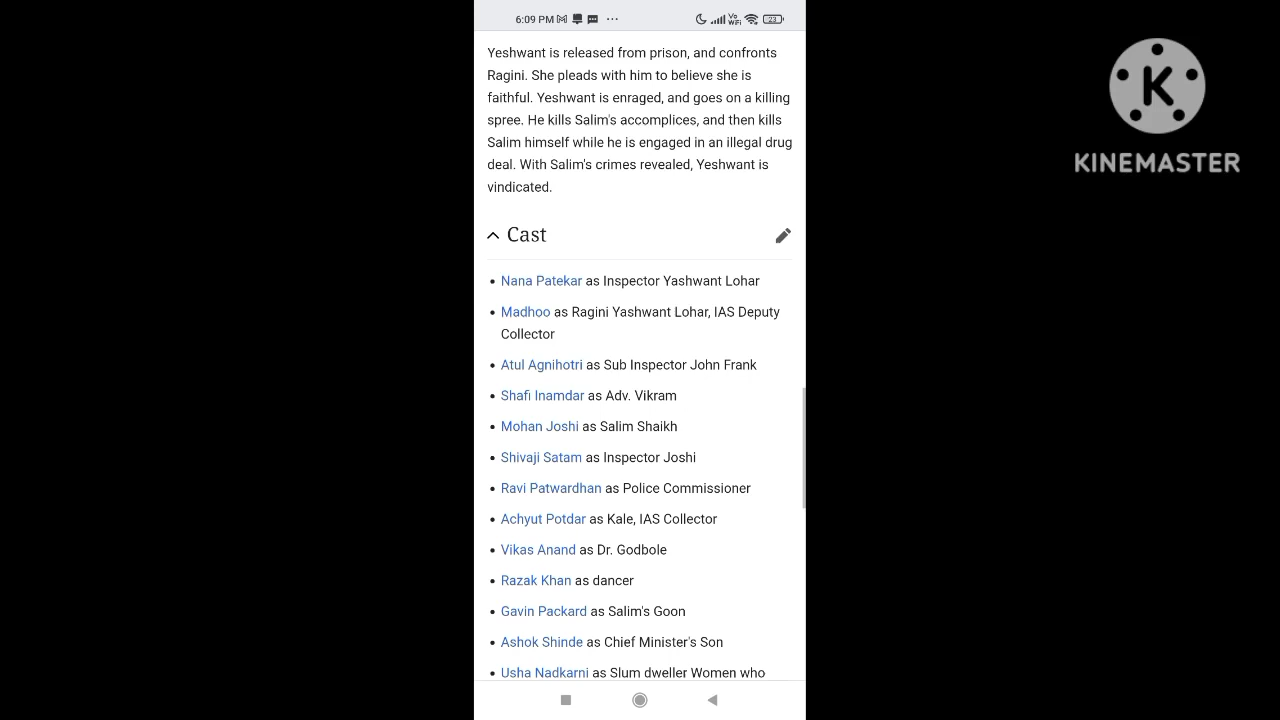 6:09 PM
Vo
WiFi
23
Yeshwant is released from prison, and confronts
Ragini. She pleads with him to believe she is
faithful. Yeshwant is enraged, and goes on a killing
spree. He kills Salim's accomplices, and then kills
Salim himself while he is engaged in an illegal drug
deal. With Salim's crimes revealed, Yeshwant is
vindicated.
Cast
• Nana Patekar as Inspector Yashwant Lohar
• Madhoo as Ragini Yashwant Lohar, IAS Deputy
Collector
• Atul Agnihotri as Sub Inspector John Frank
• Shafi Inamdar as Adv. Vikram
• Mohan Joshi as Salim Shaikh
• Shivaji Satam as Inspector Joshi
• Ravi Patwardhan as Police Commissioner
• Achyut Potdar as Kale, IAS Collector
• Vikas Anand as Dr. Godbole
• Razak Khan as dancer
• Gavin Packard as Salim's Goon
• Ashok Shinde as Chief Minister's Son
• Usha Nadkarni as Slum dweller Women who
K
KINEMASTER